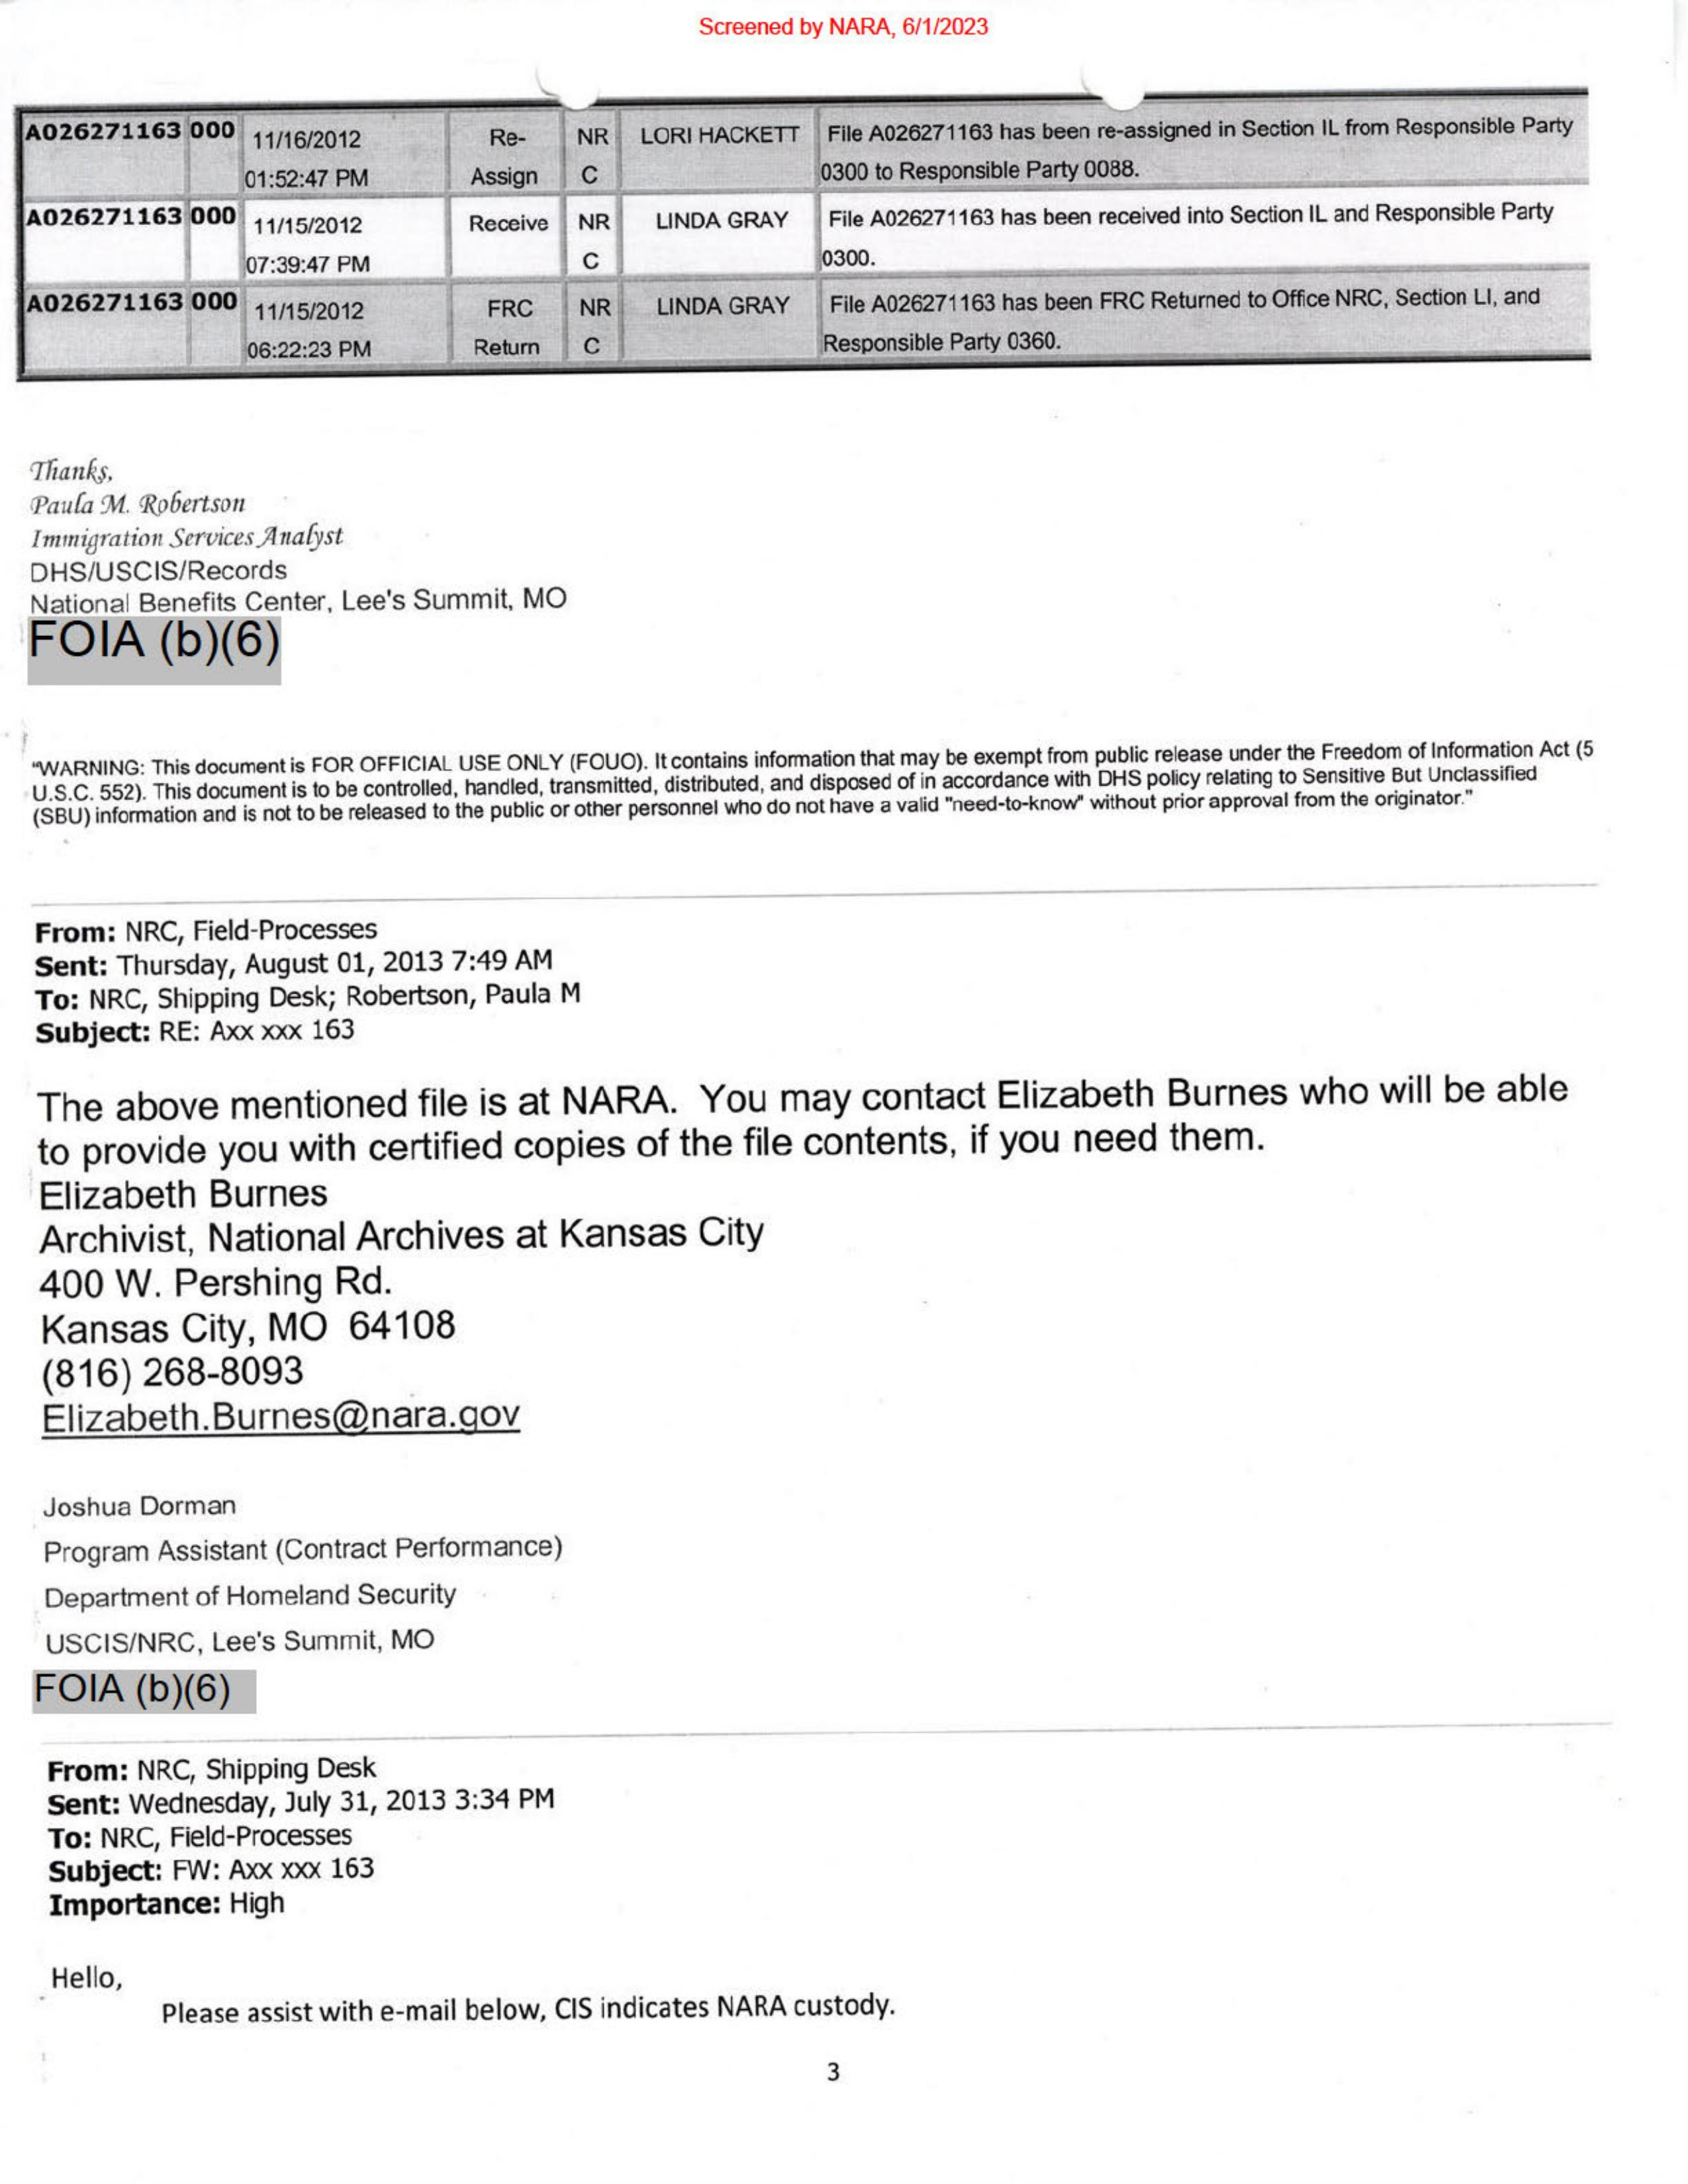 Screened by NARA, 6/1/2023
A026271163 000 11/16/2012 Re- NR LORI HACKETT File A026271163 has been re-assigned in Section IL from Responsible Party
01:52:47 PM Assign C 0300 to Responsible Party 0088.
A026271163 000 11/15/2012 Receive NR LINDA GRAY File A026271163 has been received into Section IL and Responsible Party
07:39:47 PM C 0300.
A026271163 000 11/15/2012 FRC NR LINDA GRAY File A026271163 has been FRC Returned to Office NRC, Section LI, and
06:22:23 PM Return C Responsible Party 0360.
Thanks,
Paula M. Robertson
Immigration Services Analyst
DHS/USCIS/Records
National Benefits Center, Lee's Summit, MO
FOIA (b)(6)
"WARNING: This document is FOR OFFICIAL USE ONLY (FOUO). It contains information that may be exempt from public release under the Freedom of Information Act (5
U.S.C. 552). This document is to be controlled, handled, transmitted, distributed, and disposed of in accordance with DHS policy relating to Sensitive But Unclassified
(SBU) information and is not to be released to the public or other personnel who do not have a valid "need-to-know" without prior approval from the originator."
From: NRC, Field-Processes
Sent: Thursday, August 01, 2013 7:49 AM
To: NRC, Shipping Desk; Robertson, Paula M
Subject: RE: Axx xxx 163
The above mentioned file is at NARA. You may contact Elizabeth Burnes who will be able
to provide you with certified copies of the file contents, if you need them.
Elizabeth Burnes
Archivist, National Archives at Kansas City
400 W. Pershing Rd.
Kansas City, MO 64108
(816) 268-8093
Elizabeth.Burnes@nara.gov
Joshua Dorman
Program Assistant (Contract Performance)
Department of Homeland Security
USCIS/NRC, Lee's Summit, MO
FOIA (b)(6)
From: NRC, Shipping Desk
Sent: Wednesday, July 31, 2013 3:34 PM
To: NRC, Field-Processes
Subject: FW: Axx xxx 163
Importance: High
Hello,
Please assist with e-mail below, CIS indicates NARA custody.
3